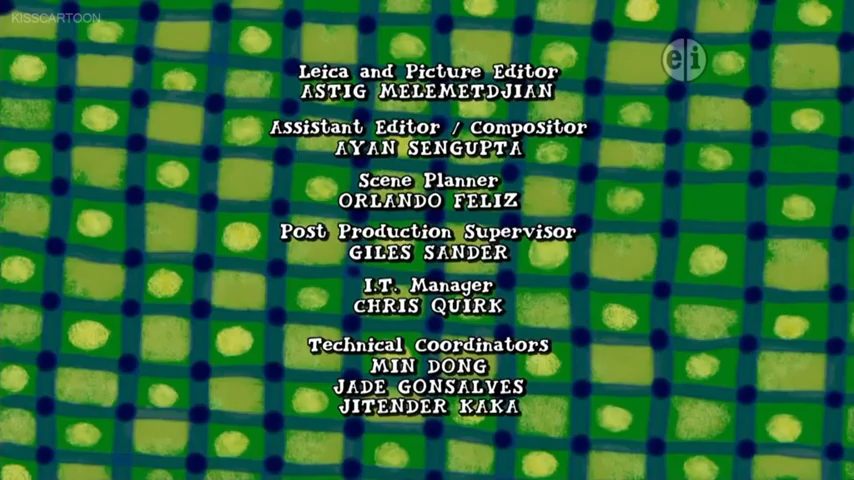 KISSCARTOON
ei
Leica and Picture Editor
ASTIG MELEMETDJIAN
Assistant Editor / Compositor
AYAN SENGUPTA
Scene Planner
ORLANDO FELIZ
Post Production Supervisor
GILES SANDER
I.T. Manager
CHRIS QUIRK
Technical Coordinators
MIN DONG
JADE GONSALVES
JITENDER KAKA